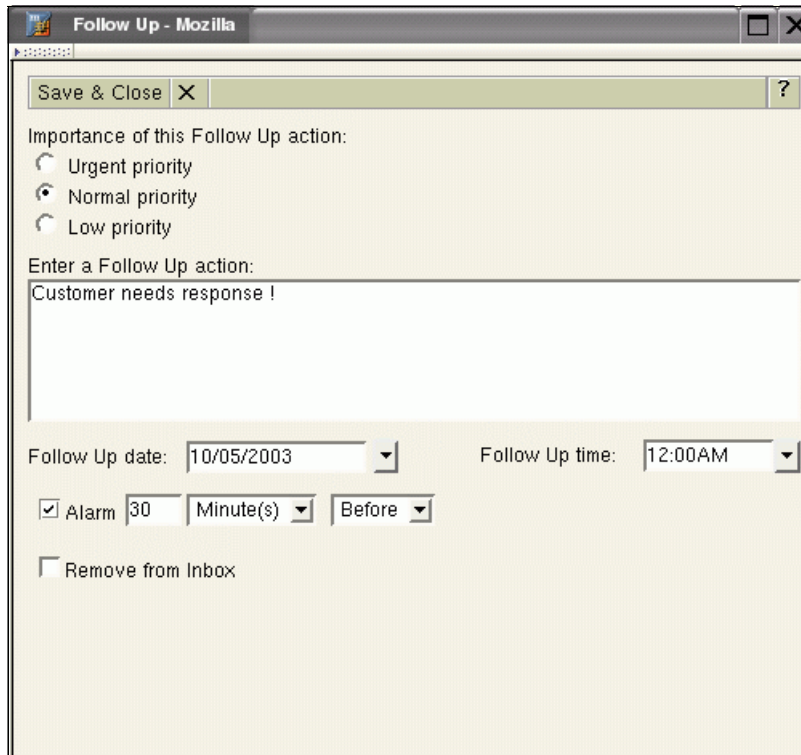 Follow Up - Mozilla
Save & Close X ?
Importance of this Follow Up action:
Urgent priority
Normal priority
Low priority
Enter a Follow Up action:
Customer needs response !
Follow Up date: 10/05/2003 Follow Up time: 12:00AM
Alarm 30 Minute(s) Before
Remove from Inbox